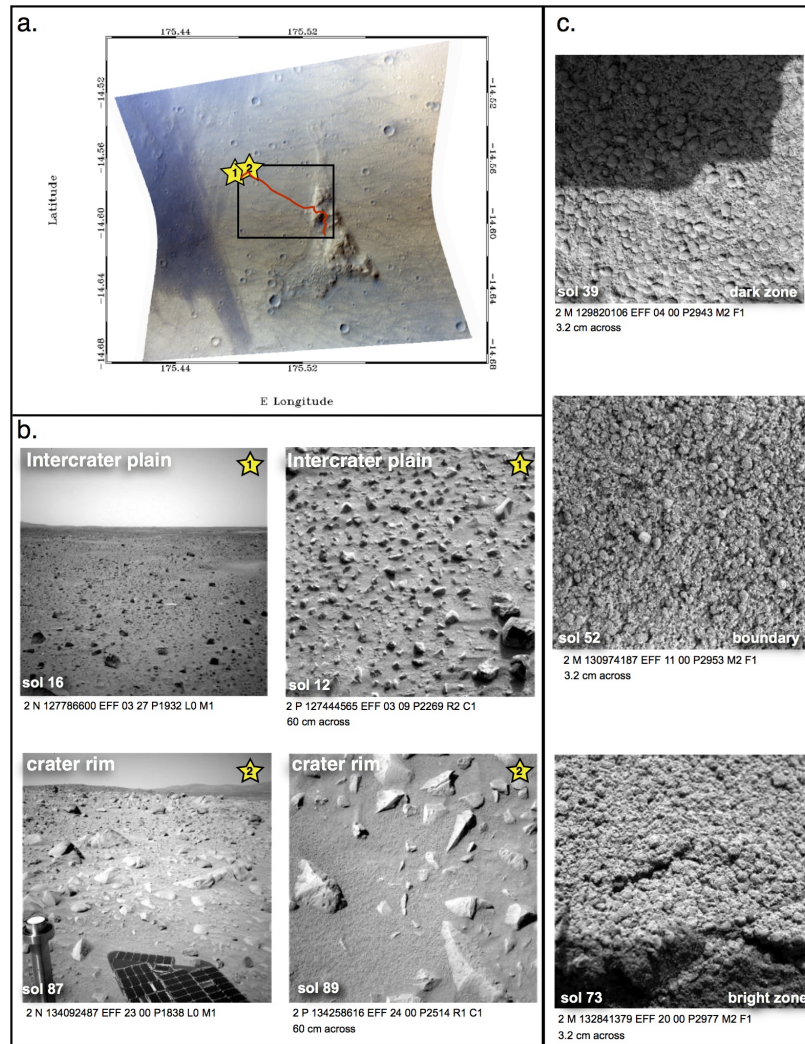 a.
175.44 175.52
-14.52 -14.52
-14.56 -14.56
1 2
Latitude
-14.60 -14.60
-14.64 -14.64
-14.68 -14.68
175.44 175.52
E Longitude
b.
Intercrater plain 1
sol 16
2 N 127786600 EFF 03 27 P1932 L0 M1
Intercrater plain 1
sol 12
2 P 127444565 EFF 03 09 P2269 R2 C1
60 cm across
crater rim 2
sol 87
2 N 134092487 EFF 23 00 P1838 L0 M1
crater rim 2
sol 89
2 P 134258616 EFF 24 00 P2514 R1 C1
60 cm across
c.
sol 39 dark zone
2 M 129820106 EFF 04 00 P2943 M2 F1
3.2 cm across
sol 52 boundary
2 M 130974187 EFF 11 00 P2953 M2 F1
3.2 cm across
sol 73 bright zone
2 M 132841379 EFF 20 00 P2977 M2 F1
3.2 cm across